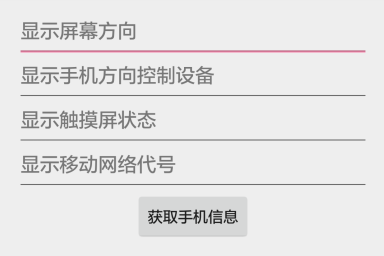 显示屏幕方向
显示手机方向控制设备
显示触摸屏状态
显示移动网络代号
获取手机信息